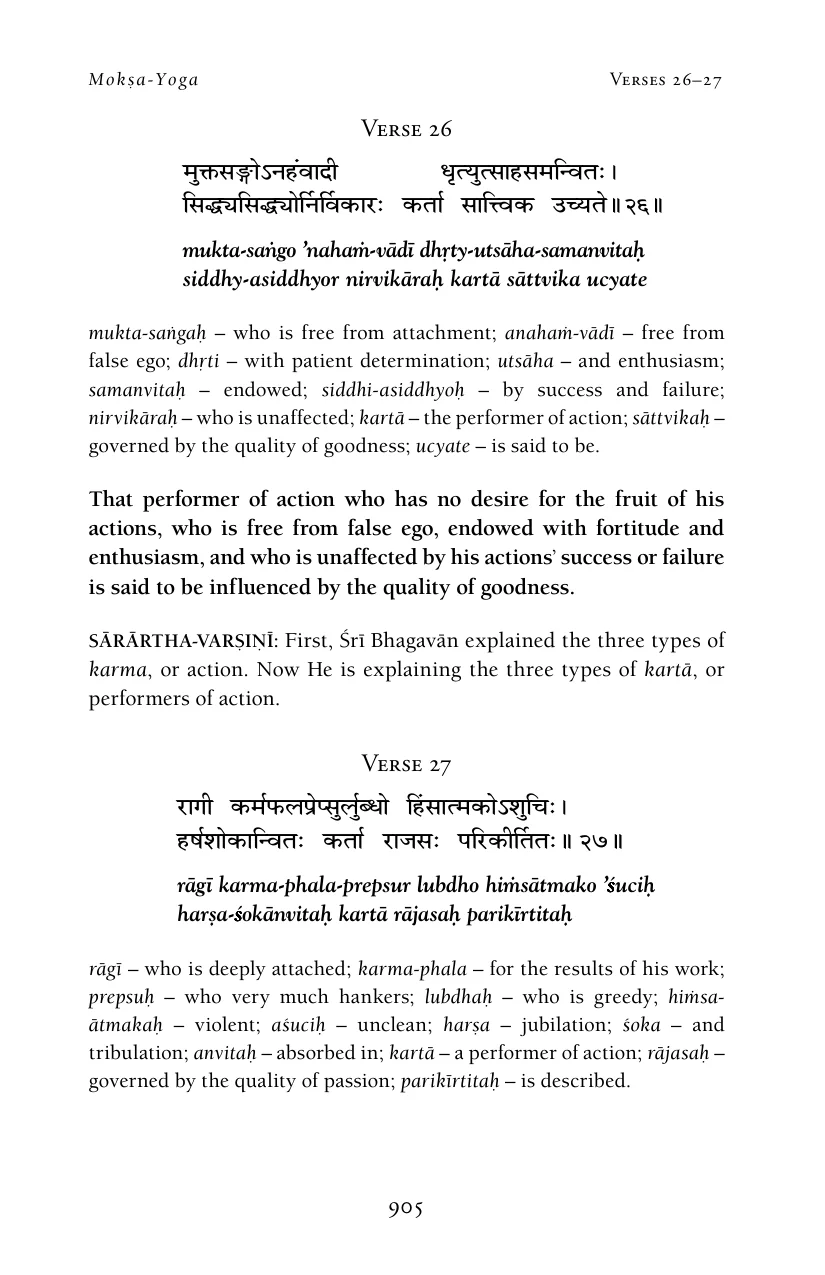 Mokṣa-Yoga Verses 26–27
Verse 26
मुक्तसङ्गोऽनहंवादी धृत्युत्साहसमन्वितः ।
सिद्ध्यसिद्ध्योर्निर्विकारः कर्ता सात्त्विक उच्यते ॥ २६ ॥
mukta-saṅgo ’nahaṁ-vādī dhṛty-utsāha-samanvitaḥ
siddhy-asiddhyor nirvikāraḥ kartā sāttvika ucyate
mukta-saṅgaḥ – who is free from attachment; anahaṁ-vādī – free from
false ego; dhṛti – with patient determination; utsāha – and enthusiasm;
samanvitaḥ – endowed; siddhi-asiddhyoḥ – by success and failure;
nirvikāraḥ – who is unaffected; kartā – the performer of action; sāttvikaḥ –
governed by the quality of goodness; ucyate – is said to be.
That performer of action who has no desire for the fruit of his
actions, who is free from false ego, endowed with fortitude and
enthusiasm, and who is unaffected by his actions’ success or failure
is said to be influenced by the quality of goodness.
SĀRĀRTHA-VARṢIṆĪ: First, Śrī Bhagavān explained the three types of
karma, or action. Now He is explaining the three types of kartā, or
performers of action.
Verse 27
रागी कर्मफलप्रेप्सुर्लुब्धो हिंसात्मकोऽशुचिः ।
हर्षशोकान्वितः कर्ता राजसः परिकीर्तितः ॥ २७ ॥
rāgī karma-phala-prepsur lubdho hiṁsātmako ’śuciḥ
harṣa-śokānvitaḥ kartā rājasaḥ parikīrtitaḥ
rāgī – who is deeply attached; karma-phala – for the results of his work;
prepsuḥ – who very much hankers; lubdhaḥ – who is greedy; hiṁsa-
ātmakaḥ – violent; aśuciḥ – unclean; harṣa – jubilation; śoka – and
tribulation; anvitaḥ – absorbed in; kartā – a performer of action; rājasaḥ –
governed by the quality of passion; parikīrtitaḥ – is described.
905